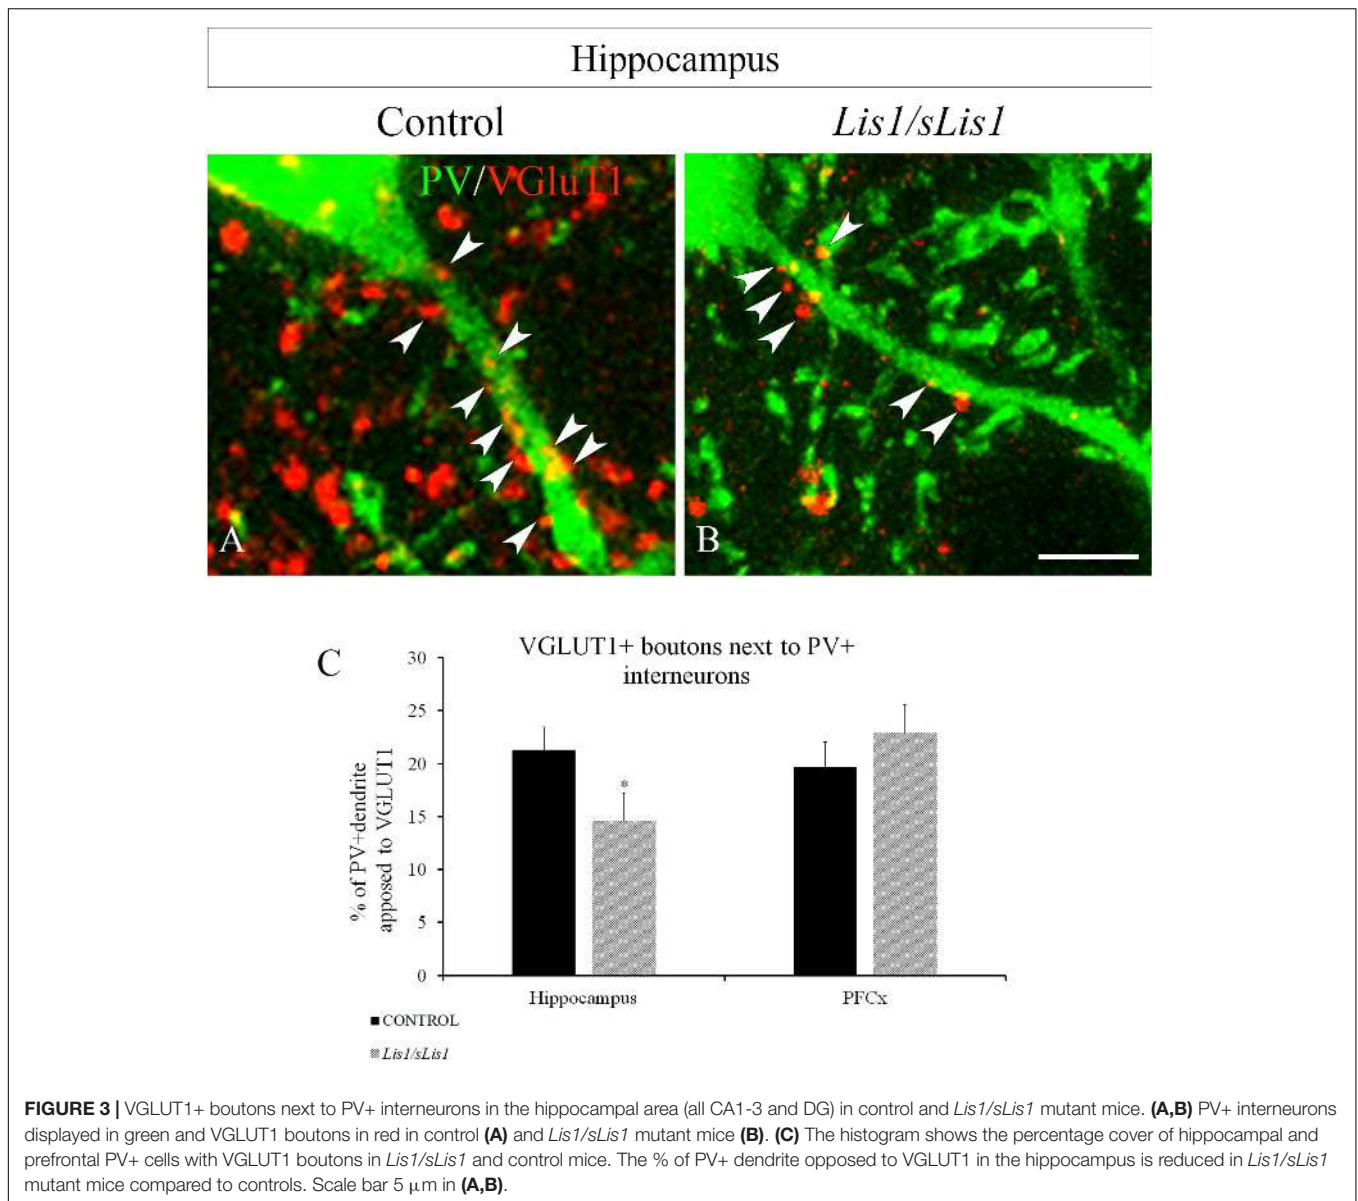 Hippocampus
Control
Lis1/sLis1
PV/VGluT1
A
B
C
VGLUT1+ boutons next to PV+
interneurons
% of PV+dendrite
apposed to VGLUT1
30
25
20
15
10
5
0
*
Hippocampus
PFCx
CONTROL
Lis1/sLis1
FIGURE 3 | VGLUT1+ boutons next to PV+ interneurons in the hippocampal area (all CA1-3 and DG) in control and Lis1/sLis1 mutant mice. (A,B) PV+ interneurons
displayed in green and VGLUT1 boutons in red in control (A) and Lis1/sLis1 mutant mice (B). (C) The histogram shows the percentage cover of hippocampal and
prefrontal PV+ cells with VGLUT1 boutons in Lis1/sLis1 and control mice. The % of PV+ dendrite opposed to VGLUT1 in the hippocampus is reduced in Lis1/sLis1
mutant mice compared to controls. Scale bar 5 μm in (A,B).